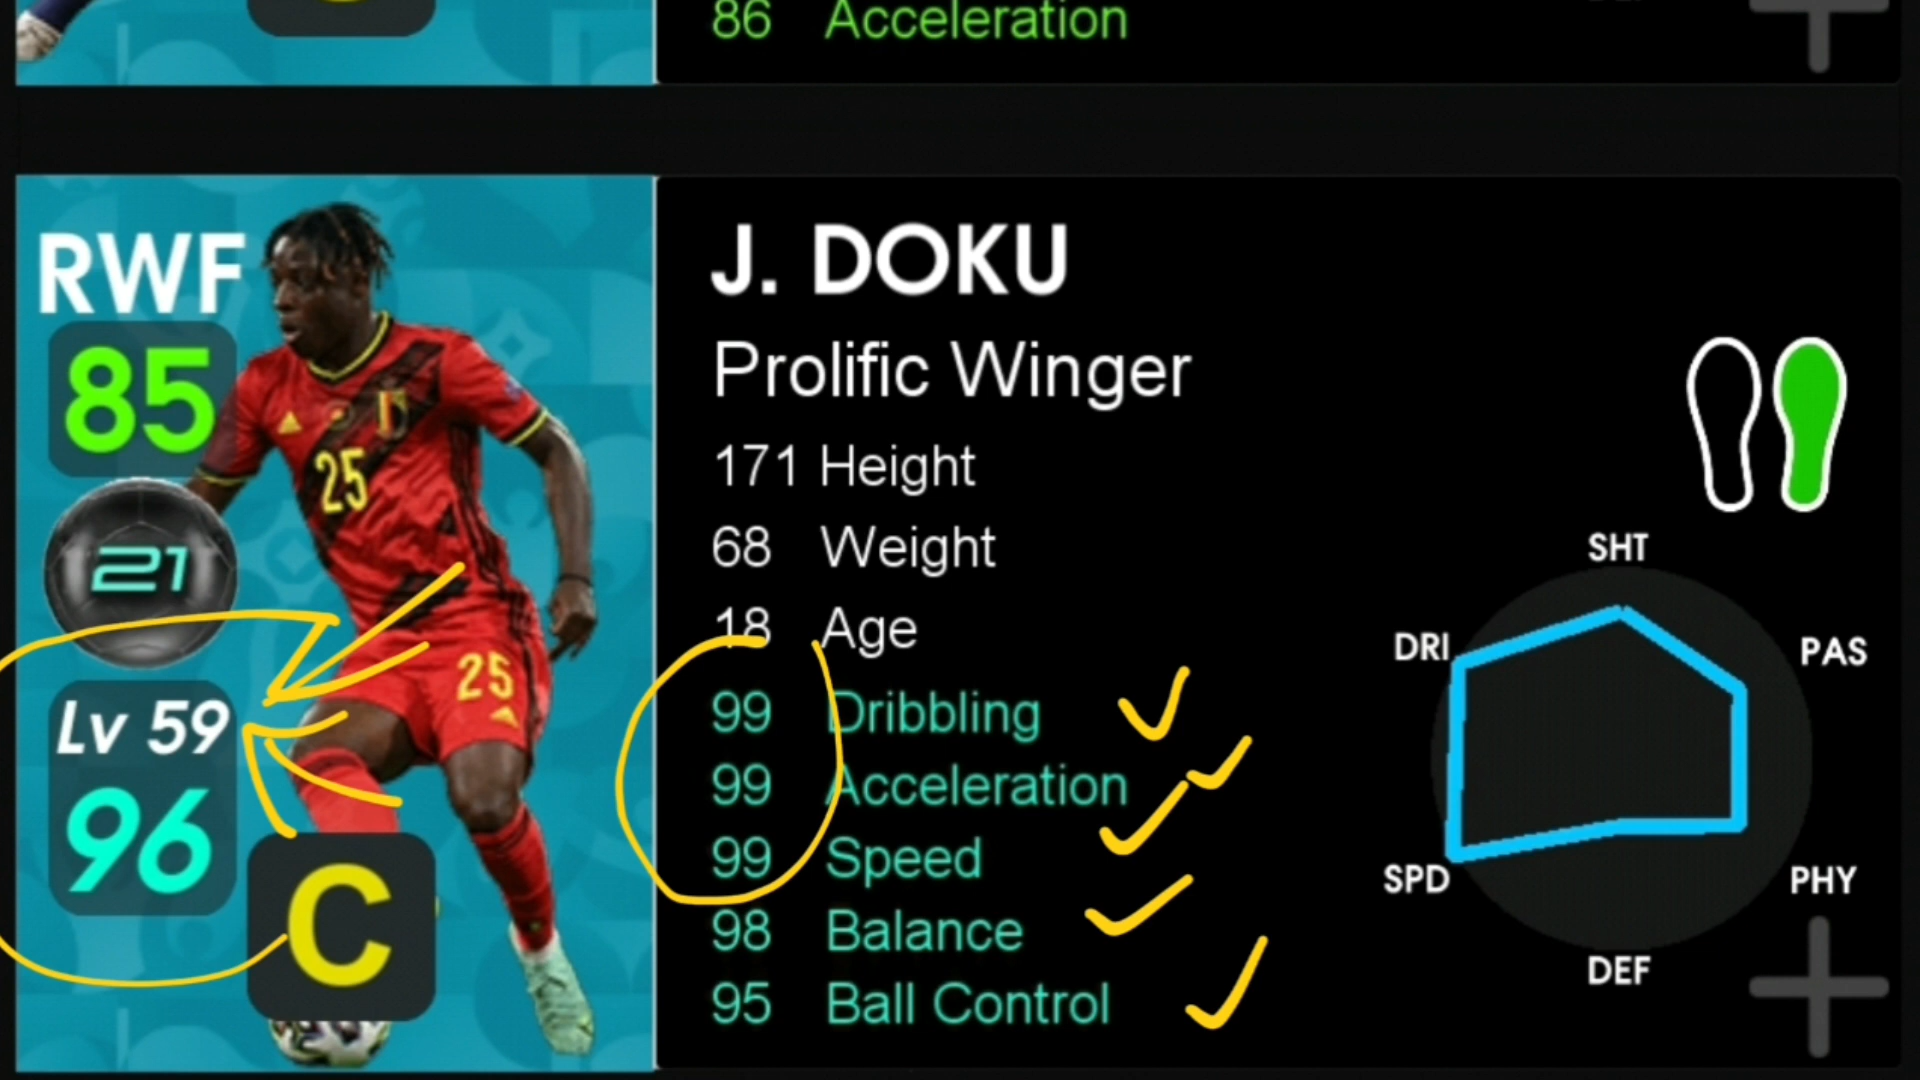 86 Acceleration
RWF
85
21
Lv 59
96
C
25
25
J. DOKU
Prolific Winger
171 Height
68 Weight
18 Age
99 Dribbling
99 Acceleration
99 Speed
98 Balance
95 Ball Control
SHT
DRI
PAS
SPD
PHY
DEF